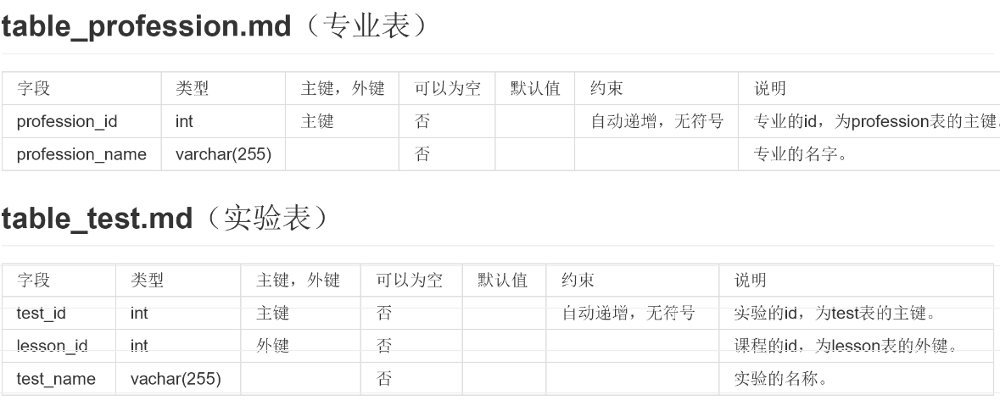 table_profession.md（专业表）
字段 类型 主键，外键 可以为空 默认值 约束 说明
profession_id int 主键 否 自动递增，无符号 专业的id，为profession表的主键。
profession_name varchar(255) 否 专业的名字。
table_test.md（实验表）
字段 类型 主键，外键 可以为空 默认值 约束 说明
test_id int 主键 否 自动递增，无符号 实验的id，为test表的主键。
lesson_id int 外键 否 课程的id，为lesson表的外键。
test_name vachar(255) 否 实验的名称。